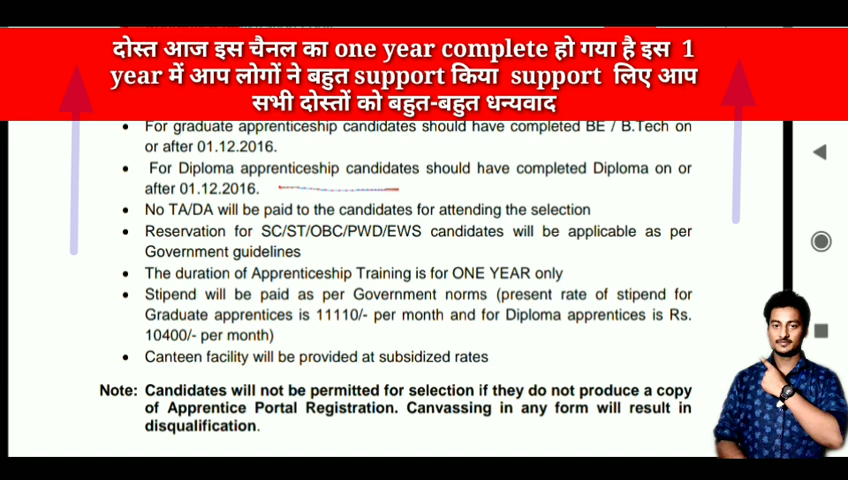 दोस्त आज इस चैनल का one year complete हो गया है इस 1
year में आप लोगों ने बहुत support किया support लिए आप
सभी दोस्तों को बहुत-बहुत धन्यवाद
• For graduate apprenticeship candidates should have completed BE / B.Tech on
or after 01.12.2016.
• For Diploma apprenticeship candidates should have completed Diploma on or
after 01.12.2016.
• No TA/DA will be paid to the candidates for attending the selection
• Reservation for SC/ST/OBC/PWD/EWS candidates will be applicable as per
Government guidelines
• The duration of Apprenticeship Training is for ONE YEAR only
• Stipend will be paid as per Government norms (present rate of stipend for
Graduate apprentices is 11110/- per month and for Diploma apprentices is Rs.
10400/- per month)
• Canteen facility will be provided at subsidized rates
Note: Candidates will not be permitted for selection if they do not produce a copy
of Apprentice Portal Registration. Canvassing in any form will result in
disqualification.